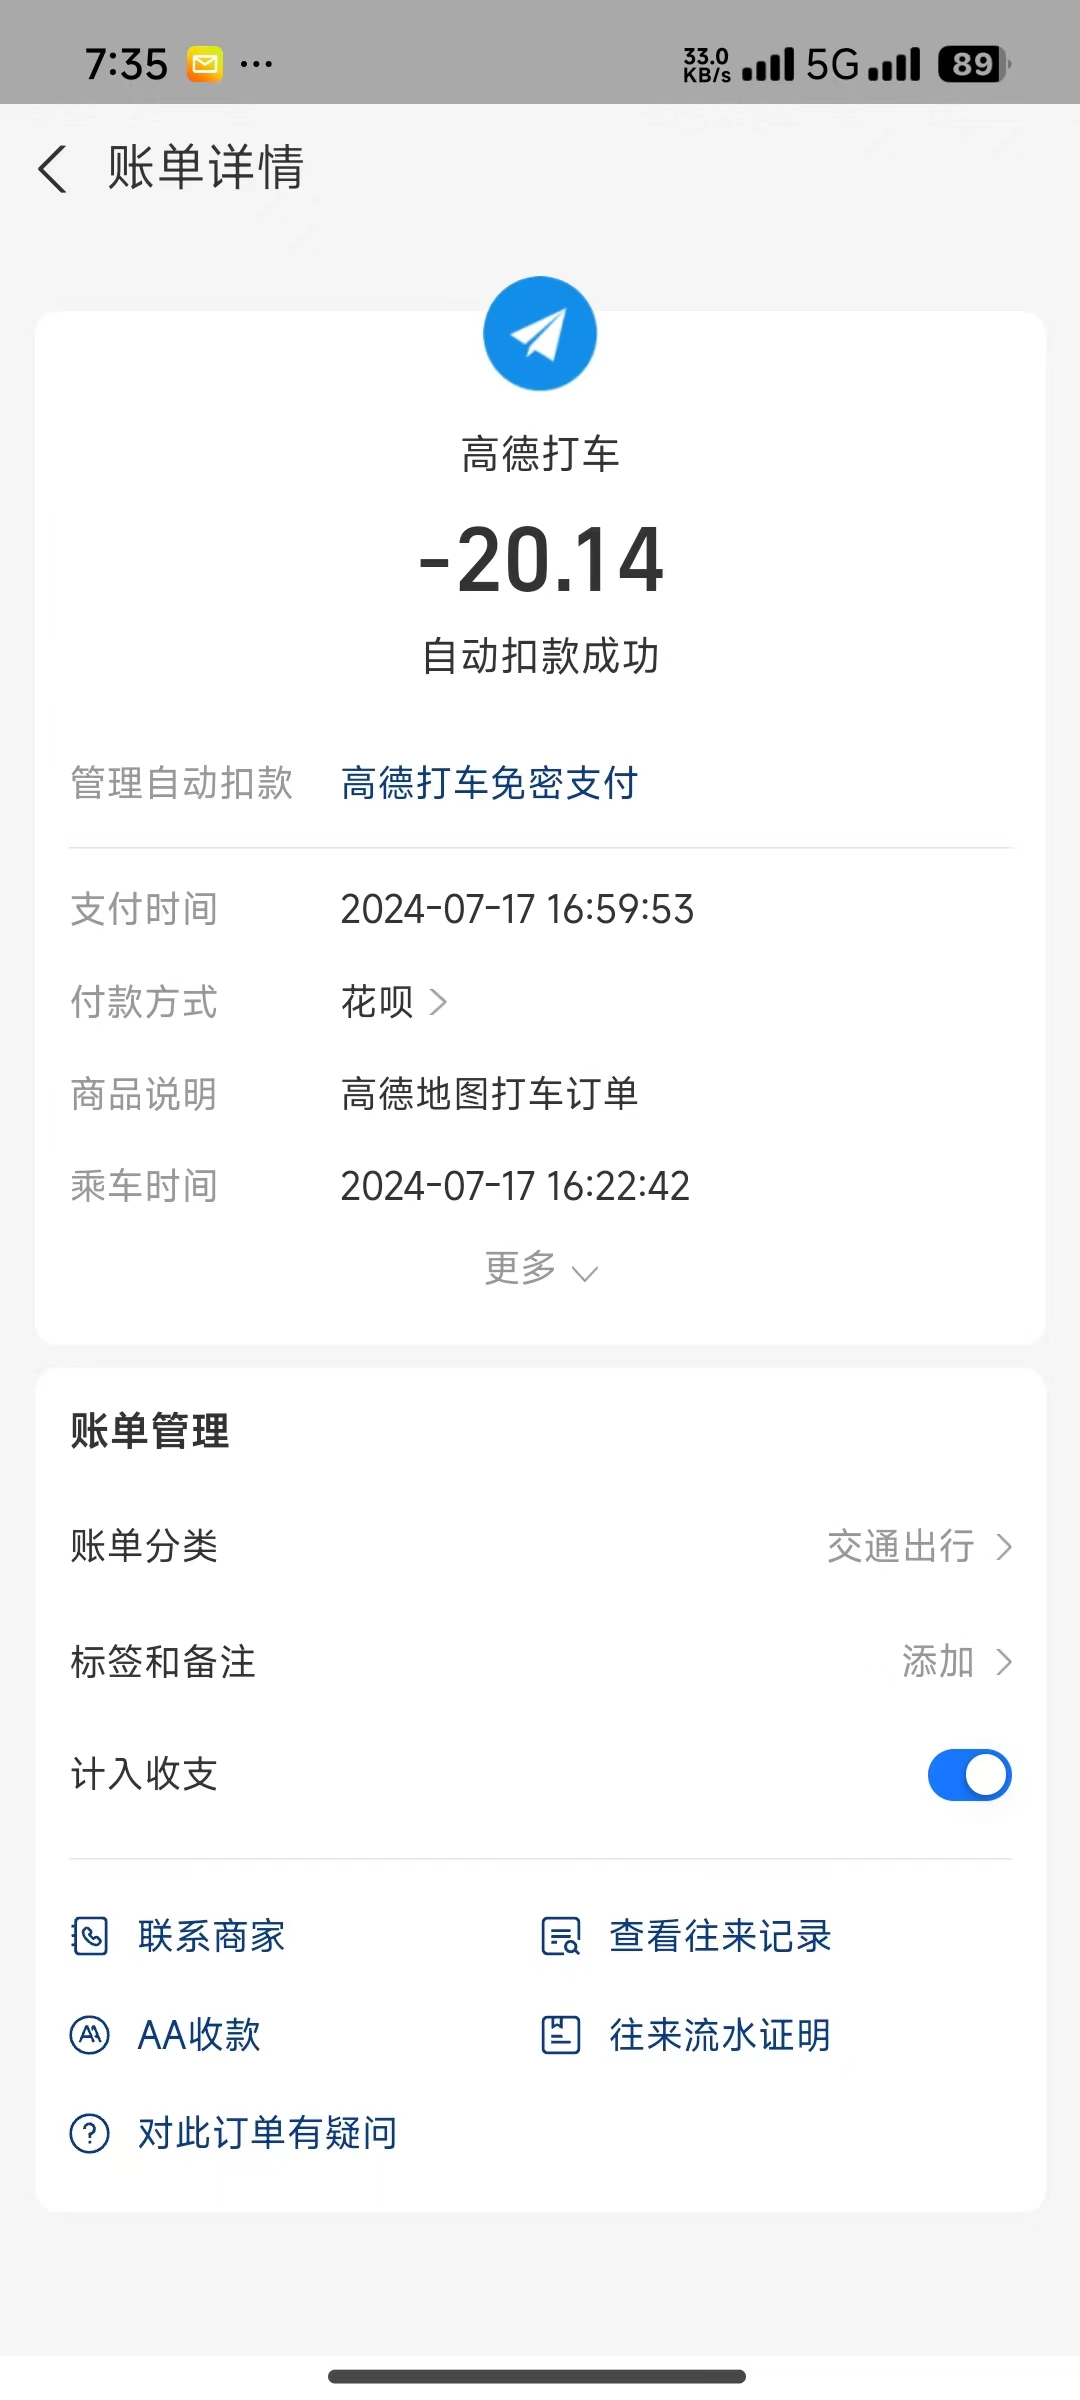 7:35 ... 33.0 KB/s 5G 89
账单详情
高德打车
-20.14
自动扣款成功
管理自动扣款 高德打车免密支付
支付时间 2024-07-17 16:59:53
付款方式 花呗
商品说明 高德地图打车订单
乘车时间 2024-07-17 16:22:42
更多
账单管理
账单分类 交通出行
标签和备注 添加
计入收支
联系商家 查看往来记录
AA收款 往来流水证明
对此订单有疑问